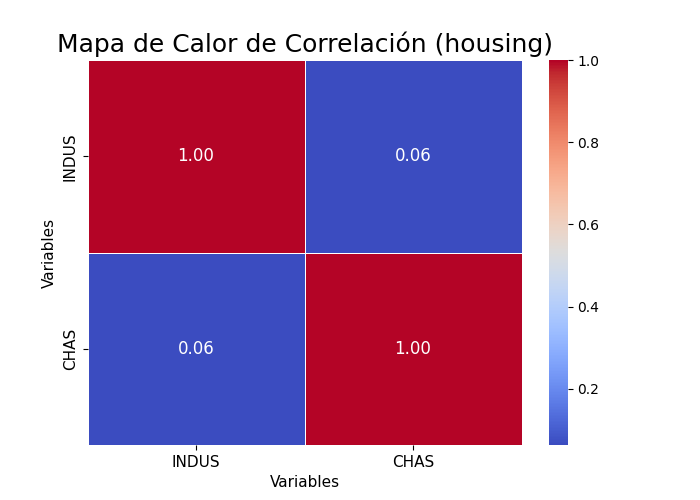 Mapa de Calor de Correlación (housing)
INDUS
CHAS
Variables
1.00
0.06
0.06
1.00
INDUS
CHAS
Variables
1.0
0.8
0.6
0.4
0.2